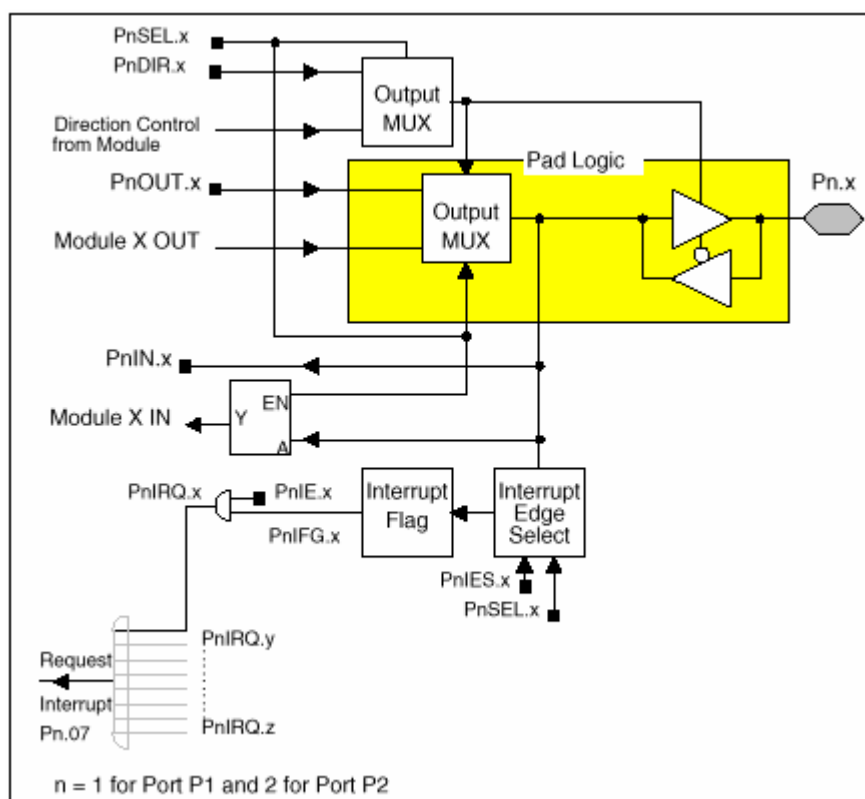 PnSEL.x
PnDIR.x
Output
MUX
Direction Control
from Module
Pad Logic
PnOUT.x
Pn.x
Output
MUX
Module X OUT
PnIN.x
EN
Module X IN
Y
A
PnIRQ.x
PnIE.x
Interrupt
Flag
Interrupt
Edge
Select
PnIFG.x
PnIES.x
PnSEL.x
PnIRQ.y
Request
Interrupt
PnIRQ.z
Pn.07
n = 1 for Port P1 and 2 for Port P2